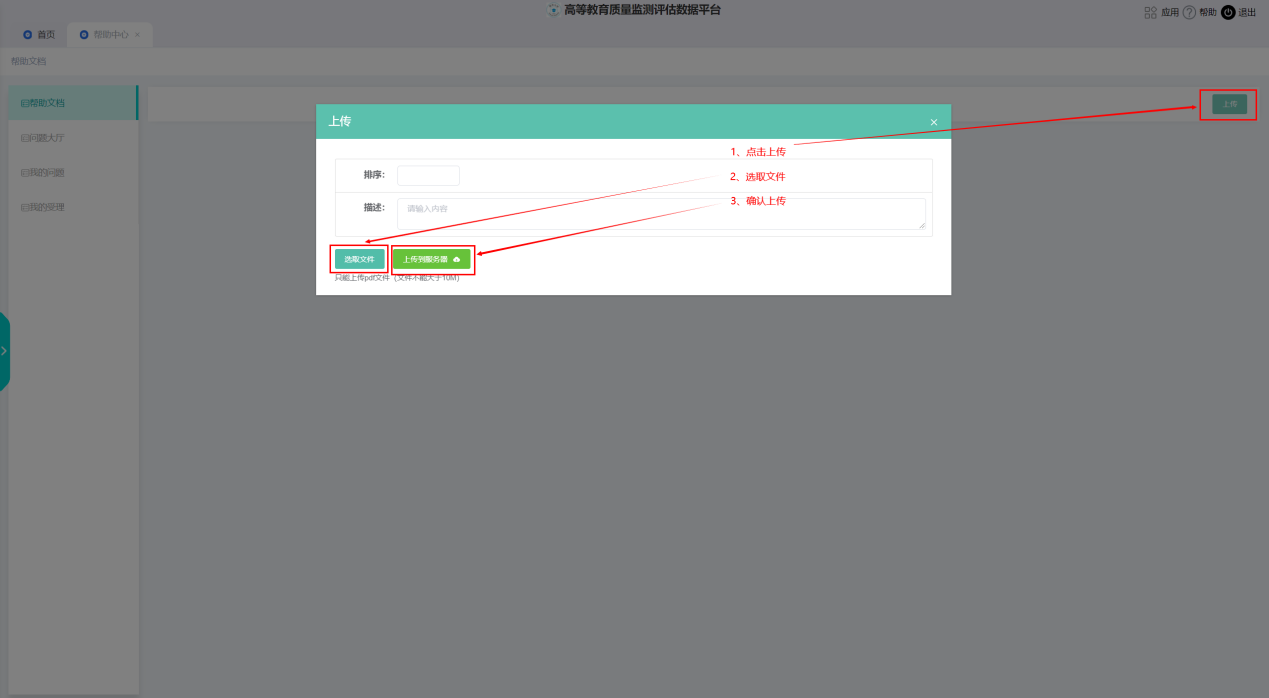 高等教育质量监测评估数据平台
应用 帮助 退出
首页 帮助中心 ×
帮助文档
帮助文档
上传
问题大厅
我的问题
我的受理
上传 ×
1、点击上传
排序:
2、选取文件
描述: 请输入内容
3、确认上传
选取文件 上传到服务器
只能上传pdf文件（文件不能大于10M）